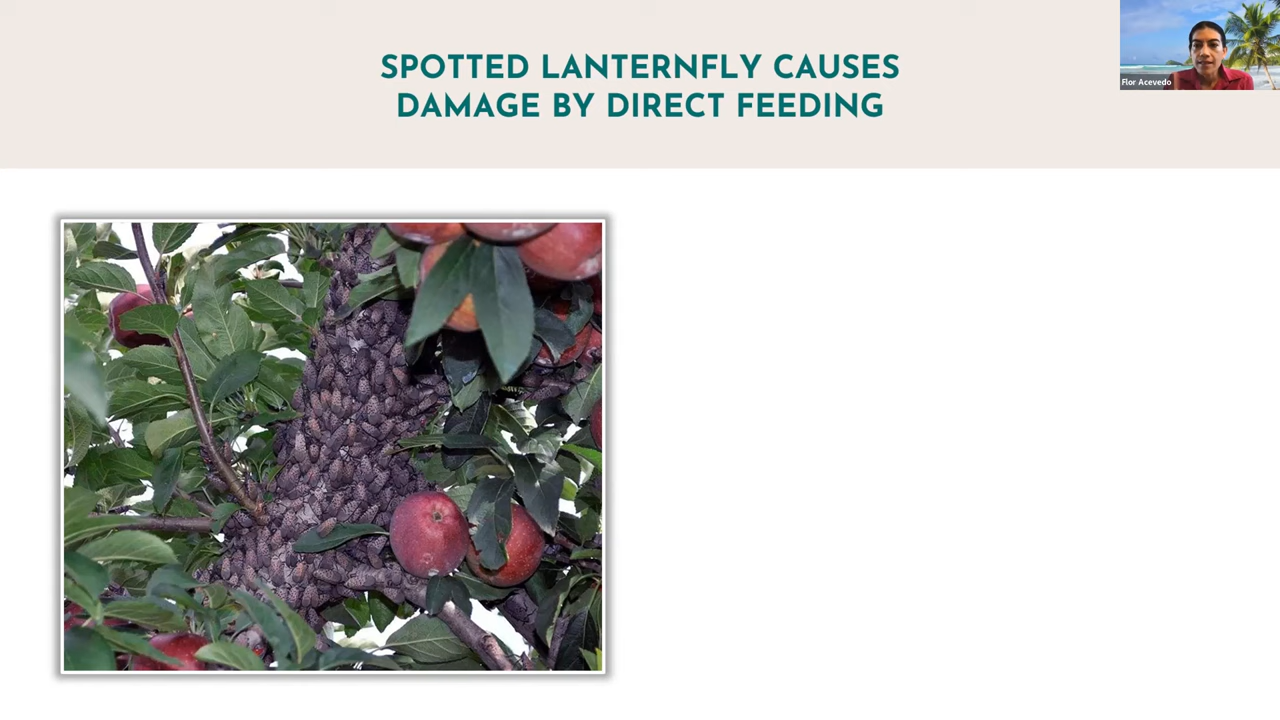 SPOTTED LANTERNFLY CAUSES
DAMAGE BY DIRECT FEEDING
Flor Acevedo